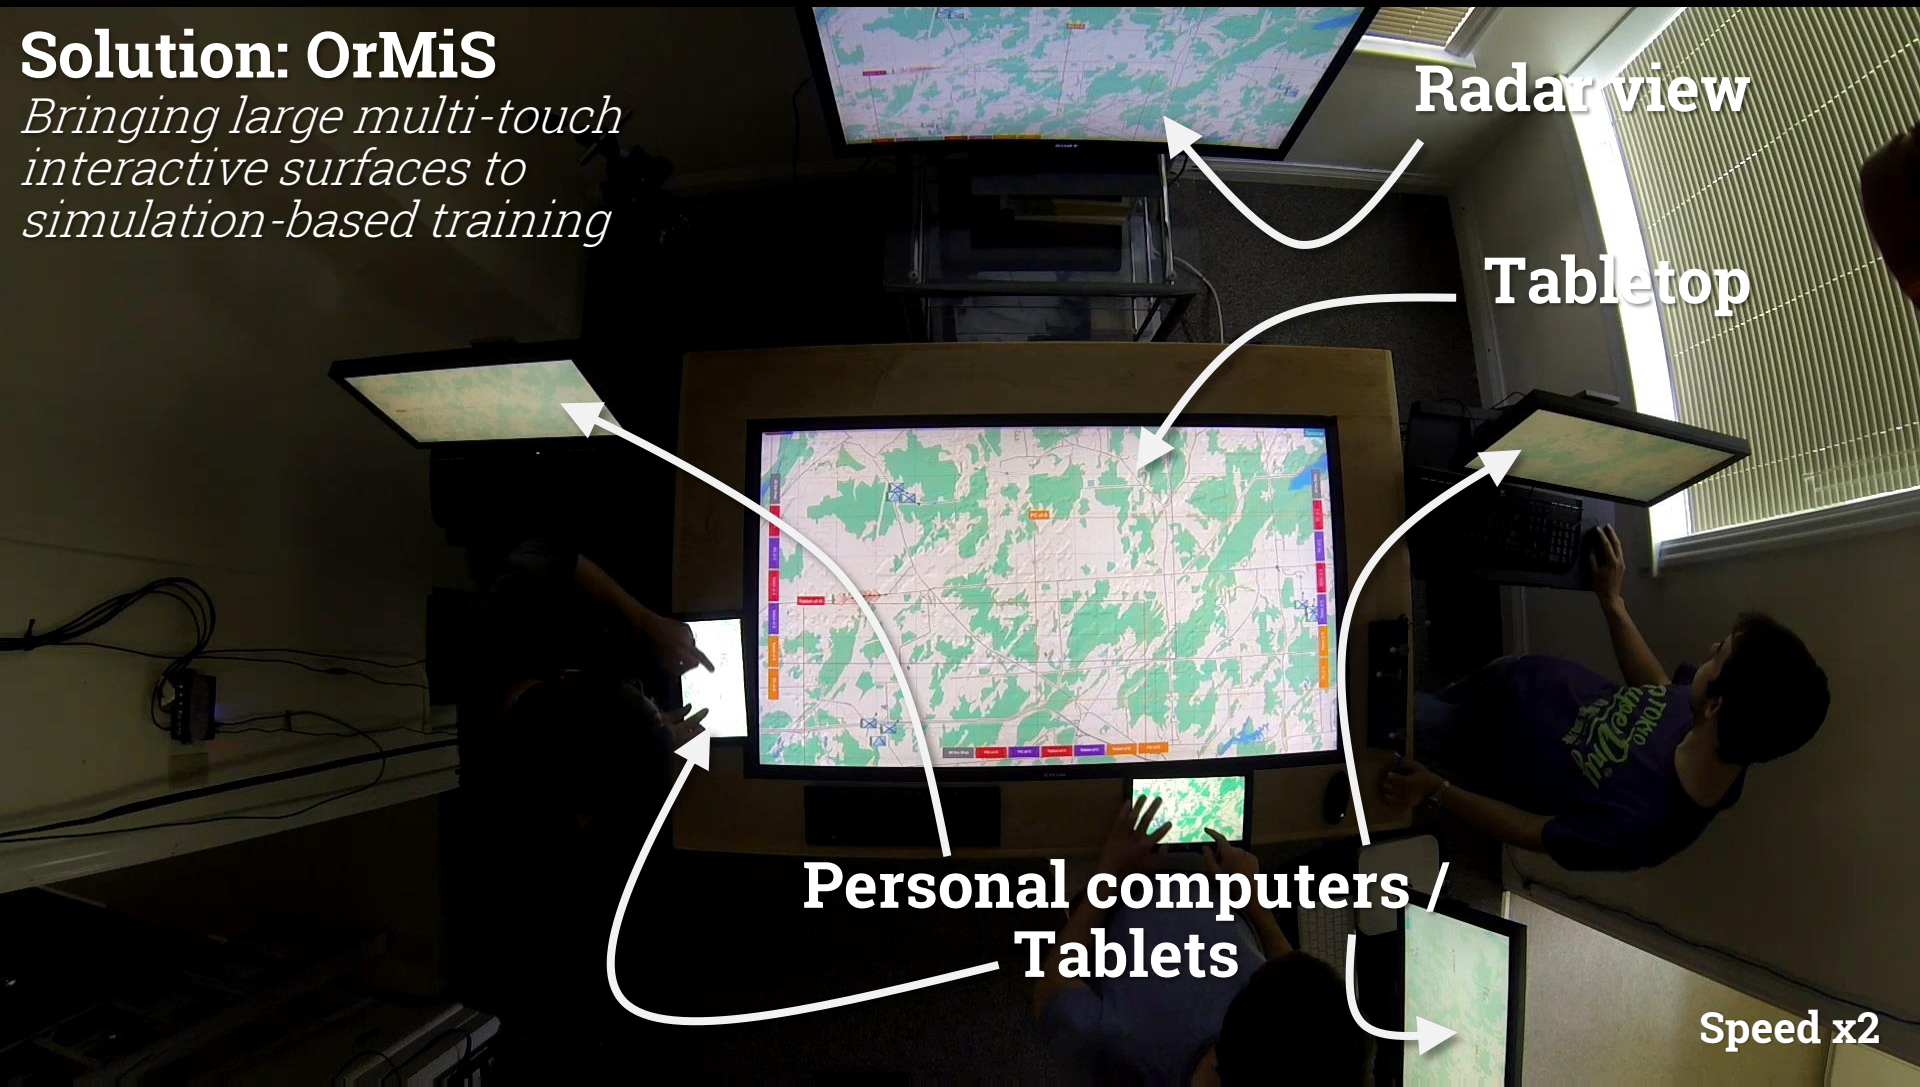 Solution: OrMiS
Bringing large multi-touch
interactive surfaces to
simulation-based training
Radar view
Tabletop
Personal computers /
Tablets
Speed x2
TOKYO